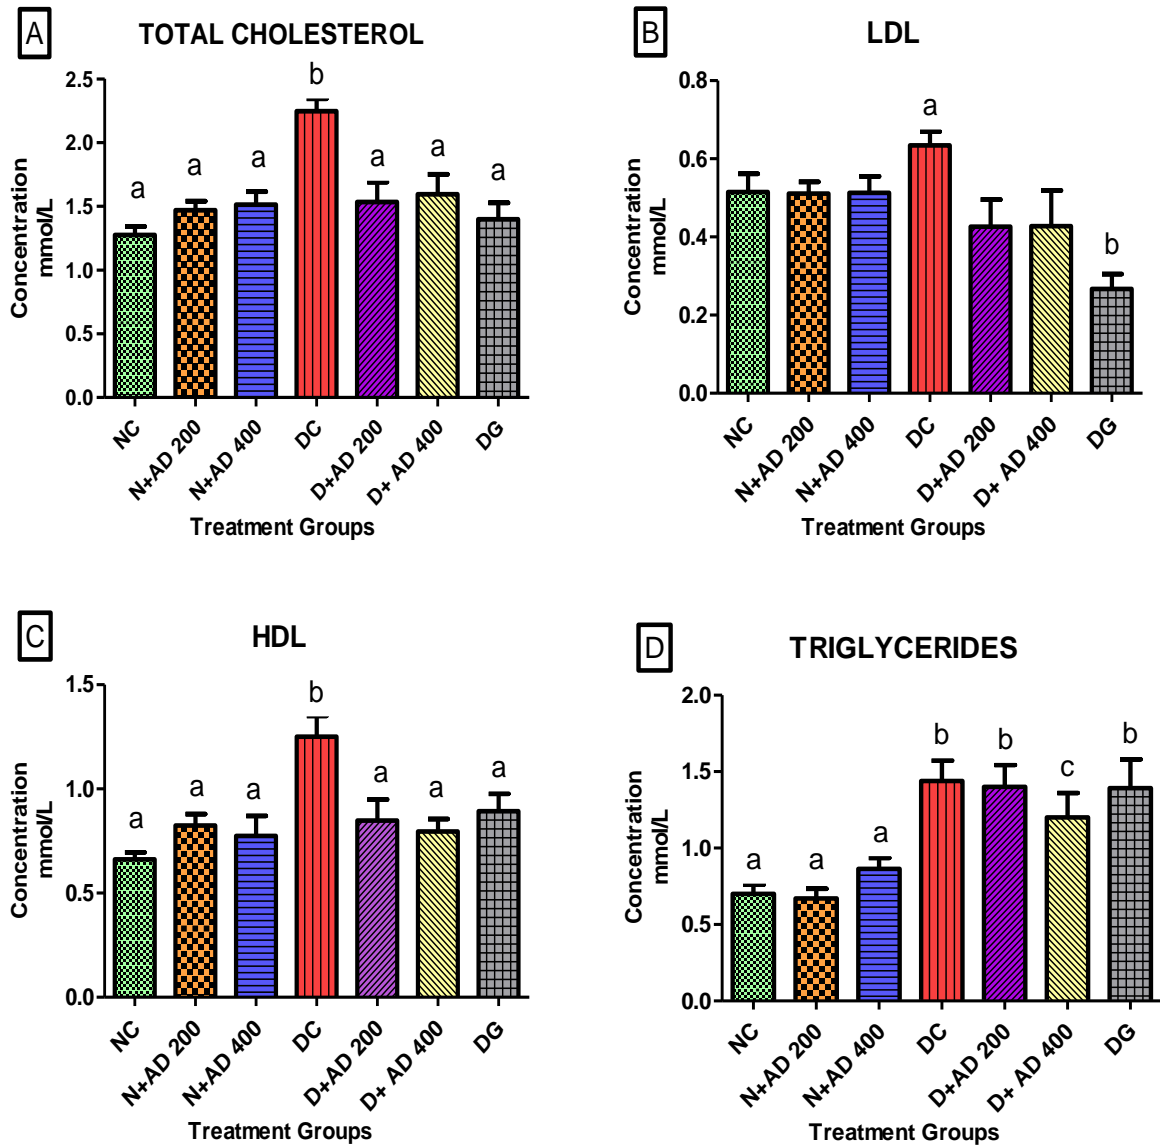 A
TOTAL CHOLESTEROL
Concentration
mmol/L
2.5
2.0
1.5
1.0
0.5
0.0
a
a
a
b
a
a
a
NC
N+AD 200
N+AD 400
DC
D+AD 200
D+ AD 400
DG
Treatment Groups
B
LDL
Concentration
mmol/L
0.8
0.6
0.4
0.2
0.0
a
b
NC
N+AD 200
N+AD 400
DC
D+AD 200
D+ AD 400
DG
Treatment Groups
C
HDL
Concentration
mmol/L
1.5
1.0
0.5
0.0
a
a
a
b
a
a
a
NC
N+AD 200
N+AD 400
DC
D+AD 200
D+ AD 400
DG
Treatment Groups
D
TRIGLYCERIDES
Concentration
mmol/L
2.0
1.5
1.0
0.5
0.0
a
a
a
b
b
c
b
NC
N+AD 200
N+AD 400
DC
D+AD 200
D+ AD 400
DG
Treatment Groups